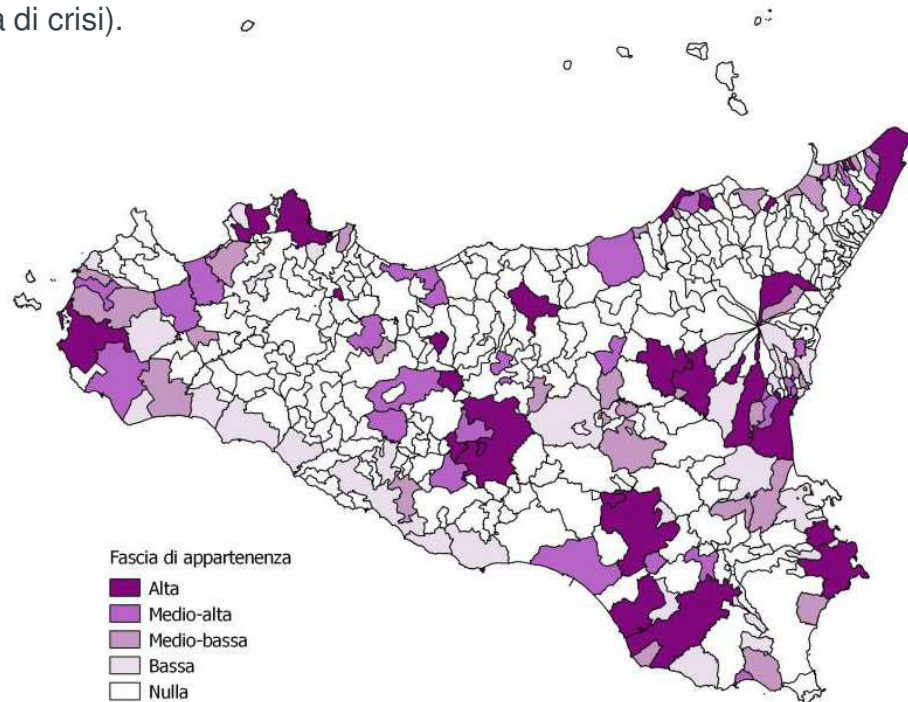 di crisi).
Fascia di appartenenza
Alta
Medio-alta
Medio-bassa
Bassa
Nulla